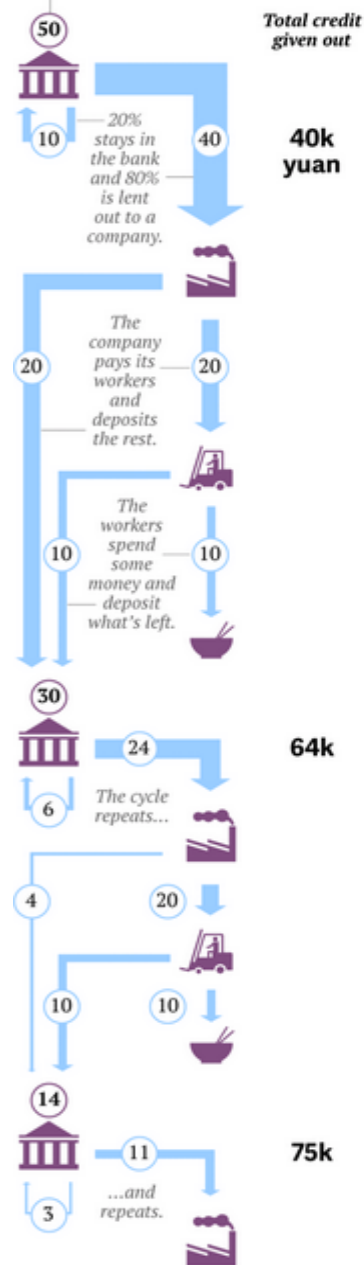 Total credit
given out
50
10
20%
stays in
the bank
and 80%
is lent
out to a
company.
40
40k
yuan
20
The
company
pays its
workers
and
deposits
the rest.
20
10
The
workers
spend
some
money and
deposit
what's left.
10
30
24
64k
6
The cycle
repeats...
4
20
10
10
14
11
75k
3
...and
repeats.